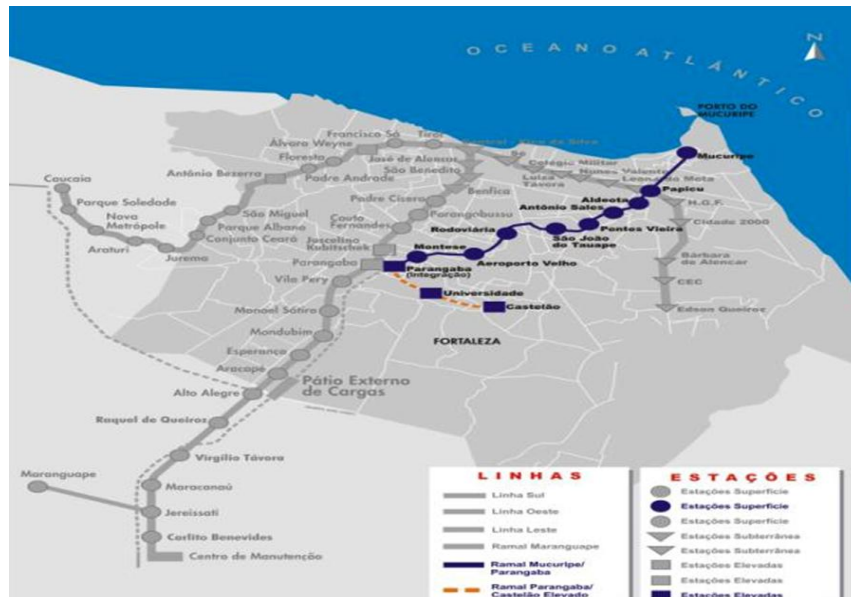 N
OCEANO ATLÂNTICO
PORTO DO
MUCURIPE
Mucuripe
Francisco Sá
Tirol
Álvaro Weyne
Floresta
José de Alencar
São Benedito
Colégio Militar
Nunes Valente
Luiza
Távora
Leonardo Mota
Antônio Bezerra
Padre Andrade
Benfica
Papicu
Caucaia
Padre Cícero
Aldeota
H.G.F.
Parque Soledade
São Miguel
Couto
Fernandes
Parangabussu
Antônio Sales
Cidade 2000
Nova
Metrópole
Parque Albano
Rodoviária
Pontes Vieira
Conjunto Ceará
Juscelino
Kubitschek
Montese
São João
do Tauape
Araturi
Jurema
Parangaba
Parangaba
(Integração)
Aeroporto Velho
Bárbara
de Alencar
Vila Pery
Universidade
CEC
Manoel Sátiro
Castelão
Edson Queiroz
Mondubim
FORTALEZA
Esperança
Aracapé
Pátio Externo
de Cargas
Alto Alegre
Raquel de Queiroz
Virgílio Távora
Maranguape
Maracanaú
Jereissati
Carlito Benevides
Centro de Manutenção
LINHAS
Linha Sul
Linha Oeste
Linha Leste
Ramal Maranguape
Ramal Mucuripe/
Parangaba
Ramal Parangaba/
Castelão Elevado
ESTAÇÕES
Estações Superfície
Estações Superfície
Estações Superfície
Estações Subterrânea
Estações Subterrânea
Estações Elevadas
Estações Elevadas
Estações Elevadas